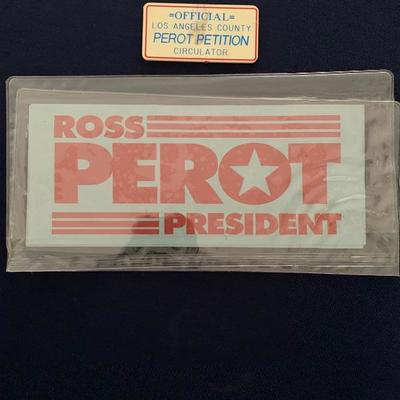 =OFFICIAL=
LOS ANGELES COUNTY
PEROT PETITION
CIRCULATOR
ROSS
PEROT
PRESIDENT